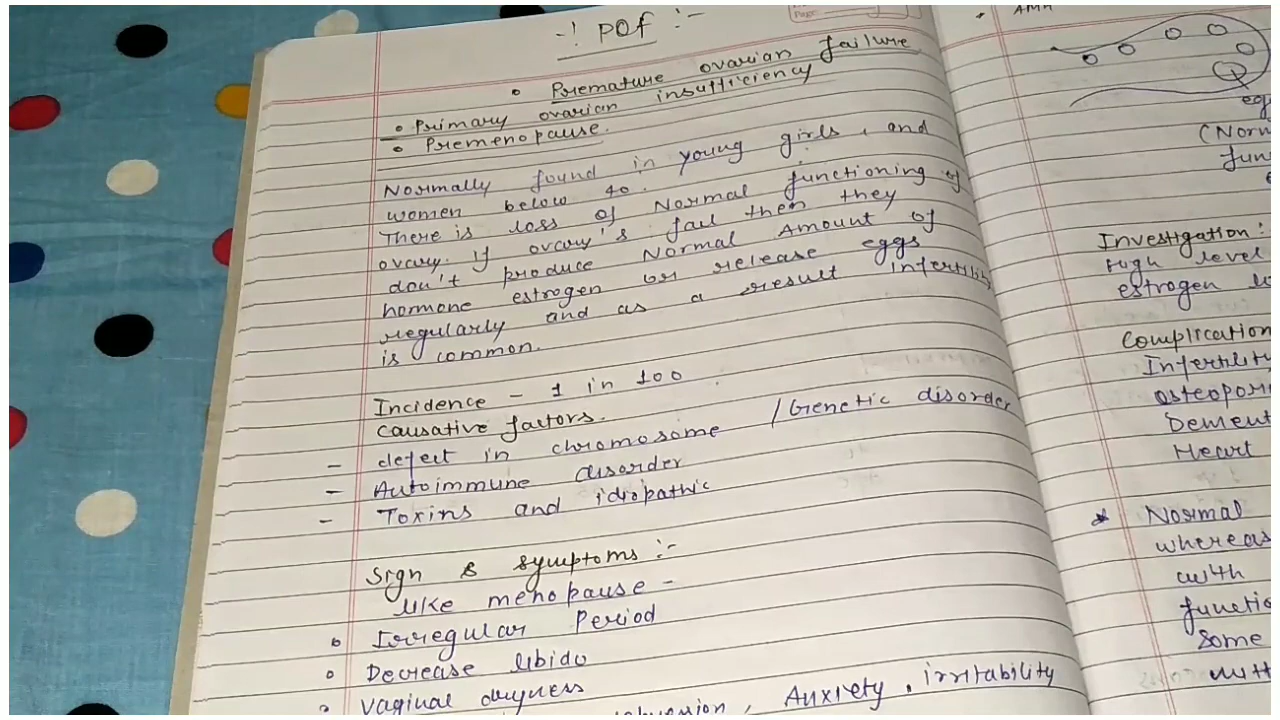 -! POf :-
• Premature ovarian failure
• Primary ovarian insufficiency
• Premenopause.
Normally found in young girls, and
women below 40.
There is loss of Normal functioning of
ovary. If ovary's fail then they
don't produce Normal Amount of
hormone estrogen or release eggs
regularly and as a result infertility
is common.
Incidence - 1 in 100
Causative factors.
- defect in chromosome / Genetic disorder
- Autoimmune disorder
- Toxins and idiopathic
Sign & symptoms :-
like menopause -
• Irregular Period
• Decrease libido
• Vaginal dryness
, Anxiety, irritability
AMH
(Norm
func
Investigation :
High level
estrogen lo
Complication
Infertility
osteopor
Dement
Heart
* Normal
whereas
with
functio
Some
with